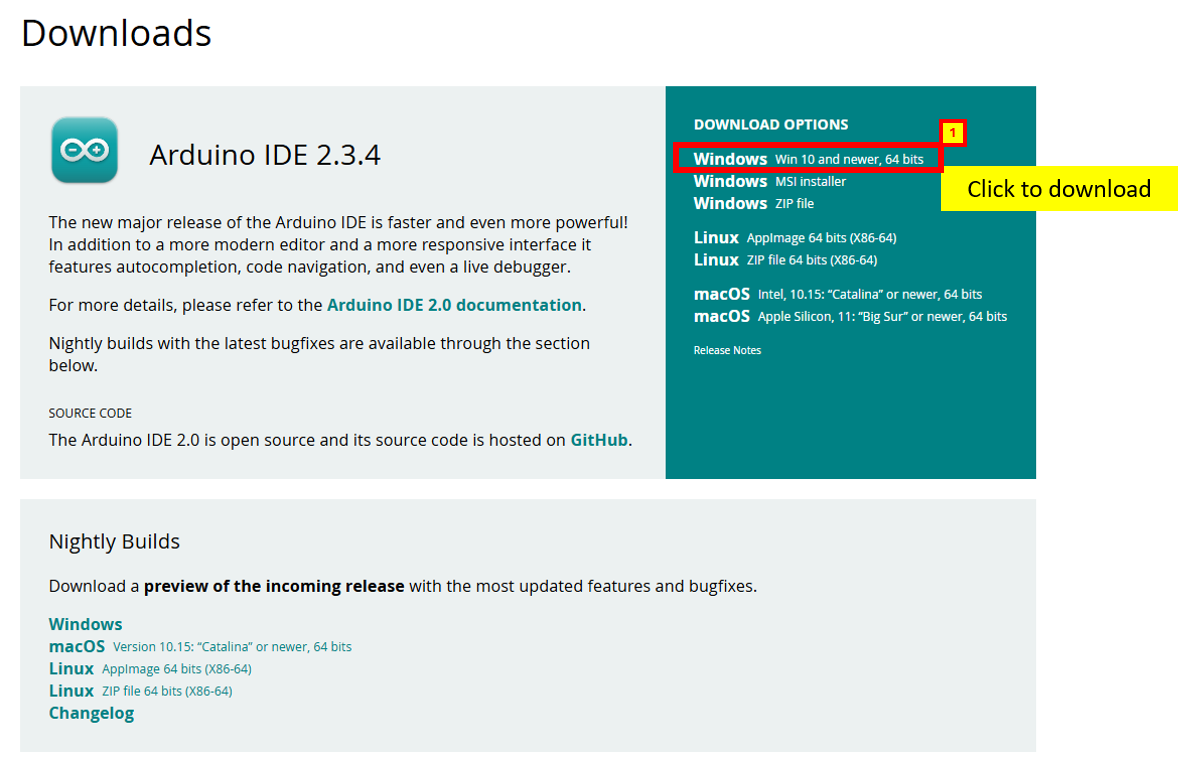 Downloads
Arduino IDE 2.3.4
The new major release of the Arduino IDE is faster and even more powerful!
In addition to a more modern editor and a more responsive interface it
features autocompletion, code navigation, and even a live debugger.
For more details, please refer to the Arduino IDE 2.0 documentation.
Nightly builds with the latest bugfixes are available through the section
below.
SOURCE CODE
The Arduino IDE 2.0 is open source and its source code is hosted on GitHub.
DOWNLOAD OPTIONS
1
Windows Win 10 and newer, 64 bits
Click to download
Windows MSI installer
Windows ZIP file
Linux AppImage 64 bits (X86-64)
Linux ZIP file 64 bits (X86-64)
macOS Intel, 10.15: “Catalina” or newer, 64 bits
macOS Apple Silicon, 11: “Big Sur” or newer, 64 bits
Release Notes
Nightly Builds
Download a preview of the incoming release with the most updated features and bugfixes.
Windows
macOS Version 10.15: “Catalina” or newer, 64 bits
Linux AppImage 64 bits (X86-64)
Linux ZIP file 64 bits (X86-64)
Changelog